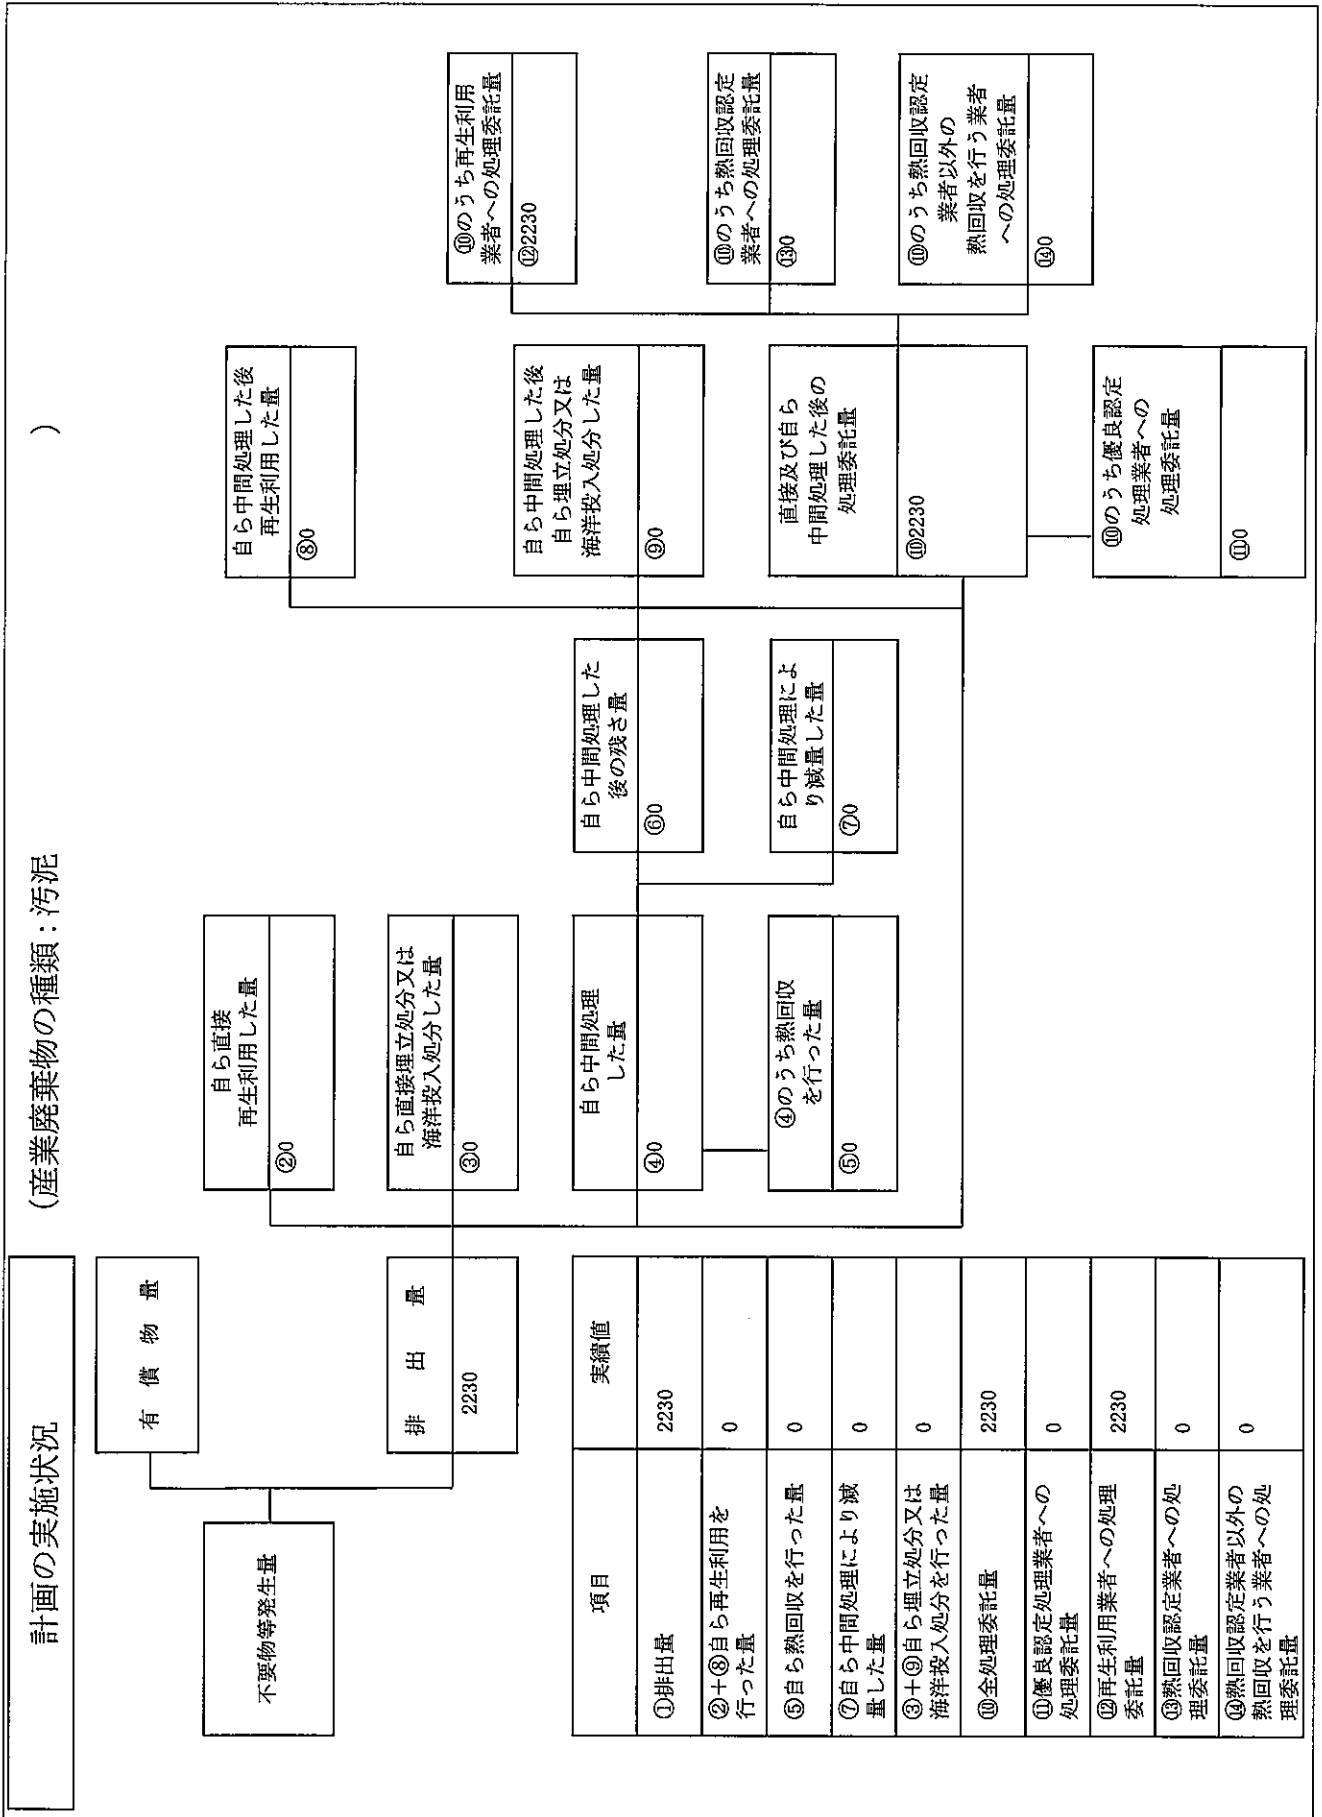 計画の実施状況
(産業廃棄物の種類：汚泥 )
不要物等発生量
有 償 物 量
排 出 量
2230
自ら直接
再生利用した量
②0
自ら直接埋立処分又は
海洋投入処分した量
③0
自ら中間処理
した量
④0
④のうち熱回収
を行った量
⑤0
自ら中間処理した
後の残さ量
⑥0
自ら中間処理によ
り減量した量
⑦0
自ら中間処理した後
再生利用した量
⑧0
自ら中間処理した後
自ら埋立処分又は
海洋投入処分した量
⑨0
直接及び自ら
中間処理した後の
処理委託量
⑩2230
⑩のうち優良認定
処理業者への
処理委託量
⑪0
⑩のうち再生利用
業者への処理委託量
⑫2230
⑩のうち熱回収認定
業者への処理委託量
⑬0
⑩のうち熱回収認定
業者以外の
熱回収を行う業者
への処理委託量
⑭0
項目 実績値
①排出量 2230
②+⑧自ら再生利用を
行った量 0
⑤自ら熱回収を行った量 0
⑦自ら中間処理により減
量した量 0
③+⑨自ら埋立処分又は
海洋投入処分を行った量 0
⑩全処理委託量 2230
⑪優良認定処理業者への
処理委託量 0
⑫再生利用業者への処理
委託量 2230
⑬熱回収認定業者への処
理委託量 0
⑭熱回収認定業者以外の
熱回収を行う業者への処
理委託量 0